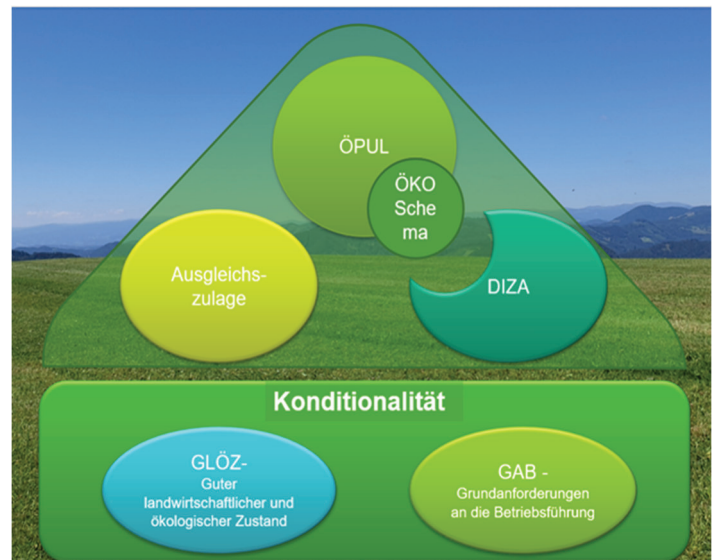 ÖPUL
ÖKO
Sche
ma
Ausgleichs-
zulage
DIZA
Konditionalität
GLÖZ-
Guter
landwirtschaftlicher und
ökologischer Zustand
GAB -
Grundanforderungen
an die Betriebsführung